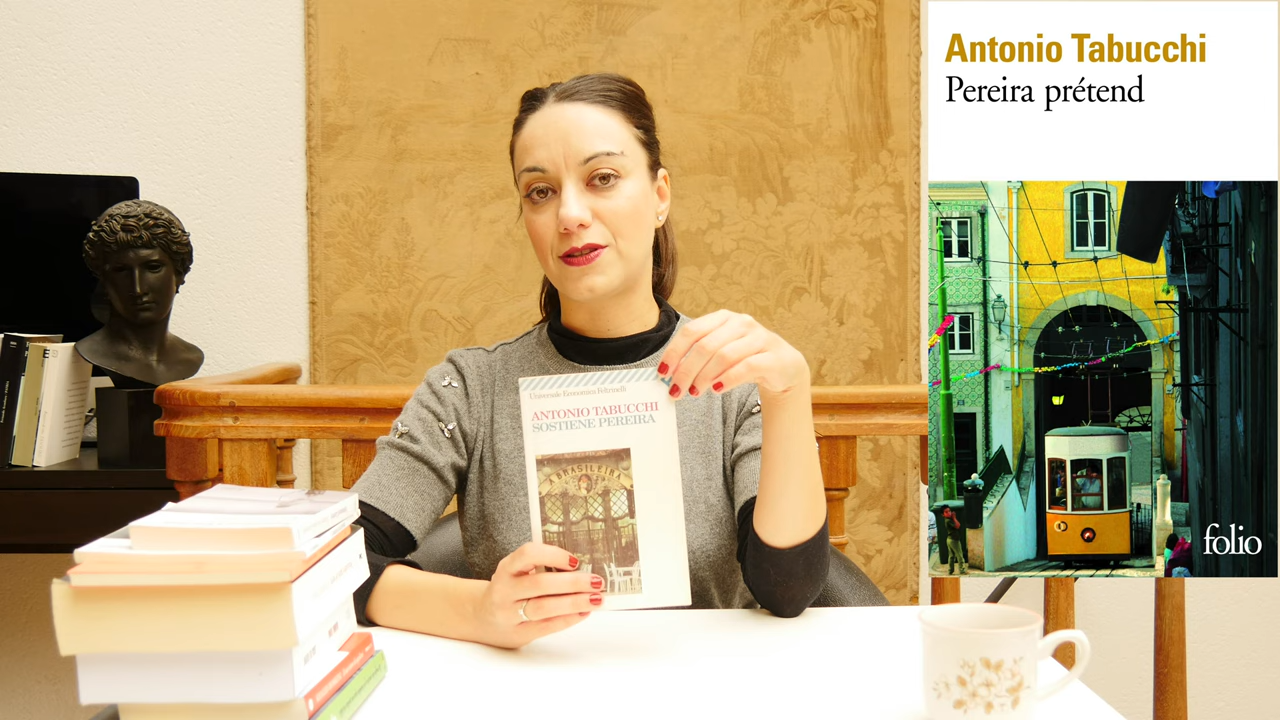 Antonio Tabucchi
Pereira prétend
folio
Universale Economica Feltrinelli
ANTONIO TABUCCHI
SOSTIENE PEREIRA
A BRASILEIRA